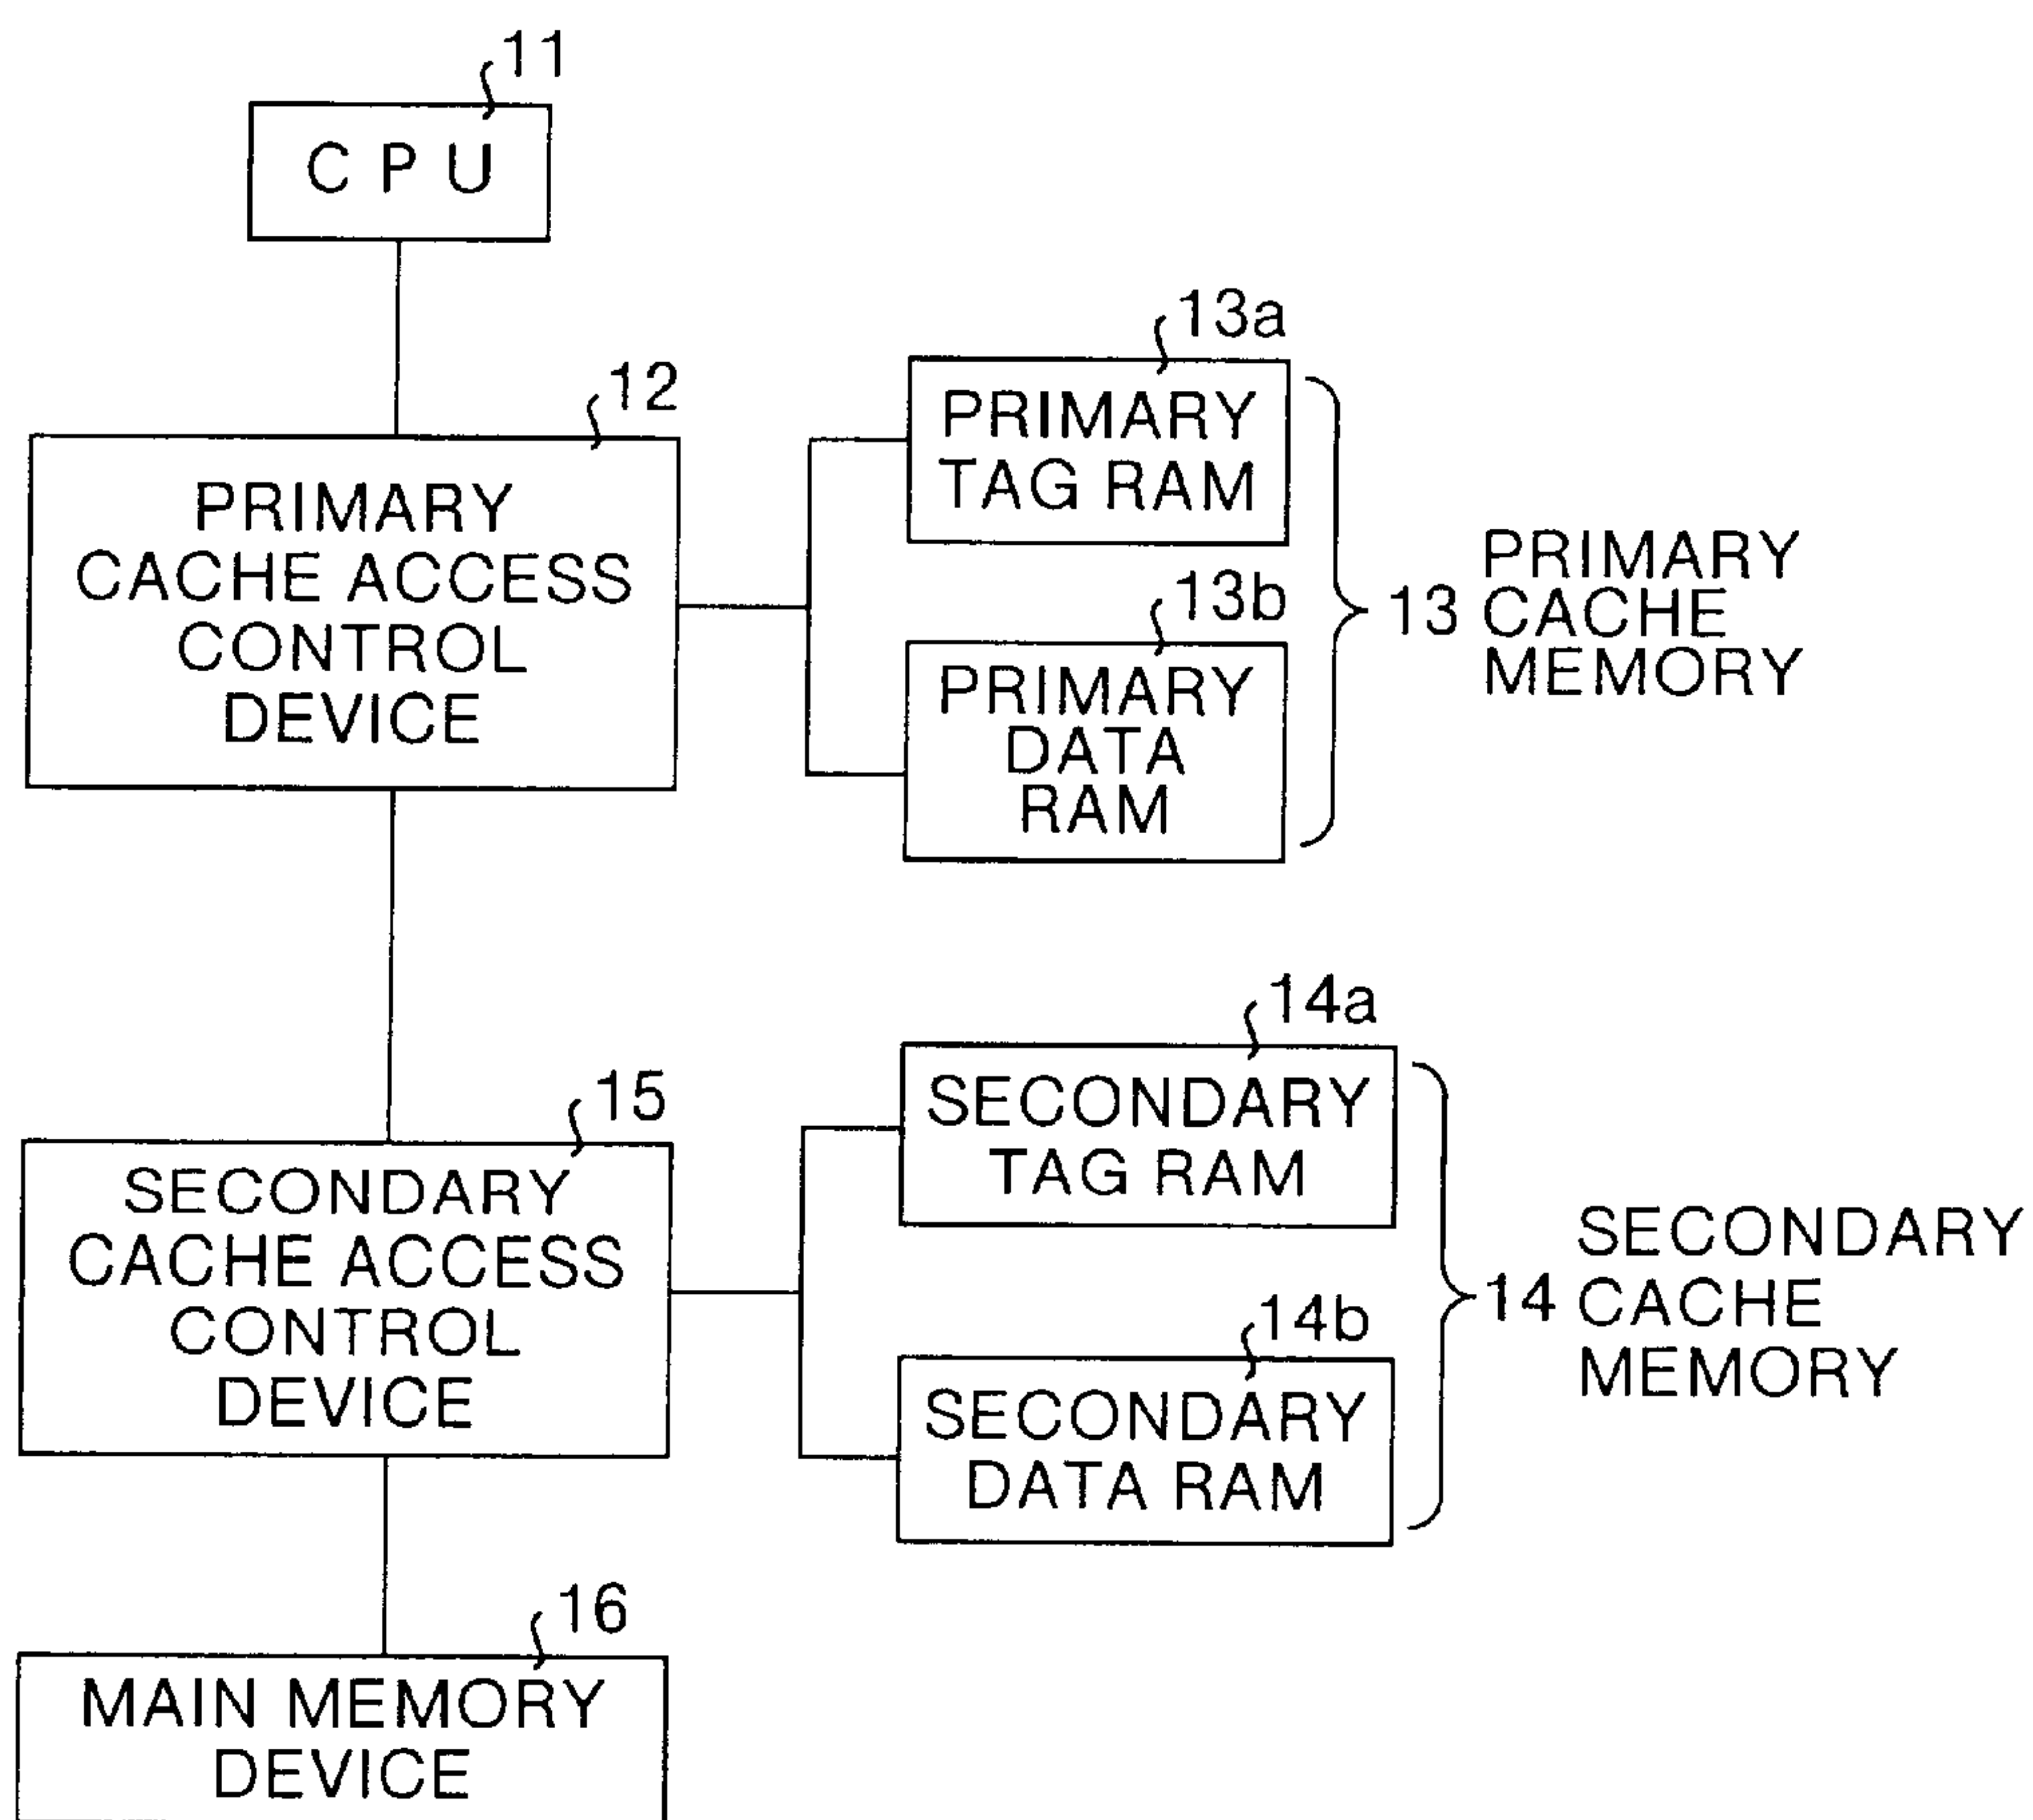 11
C P U
12
PRIMARY
CACHE ACCESS
CONTROL
DEVICE
13a
PRIMARY
TAG RAM
13b
PRIMARY
DATA
RAM
13
PRIMARY
CACHE
MEMORY
14a
SECONDARY
TAG RAM
14b
SECONDARY
DATA RAM
14
SECONDARY
CACHE
MEMORY
15
SECONDARY
CACHE ACCESS
CONTROL
DEVICE
16
MAIN MEMORY
DEVICE